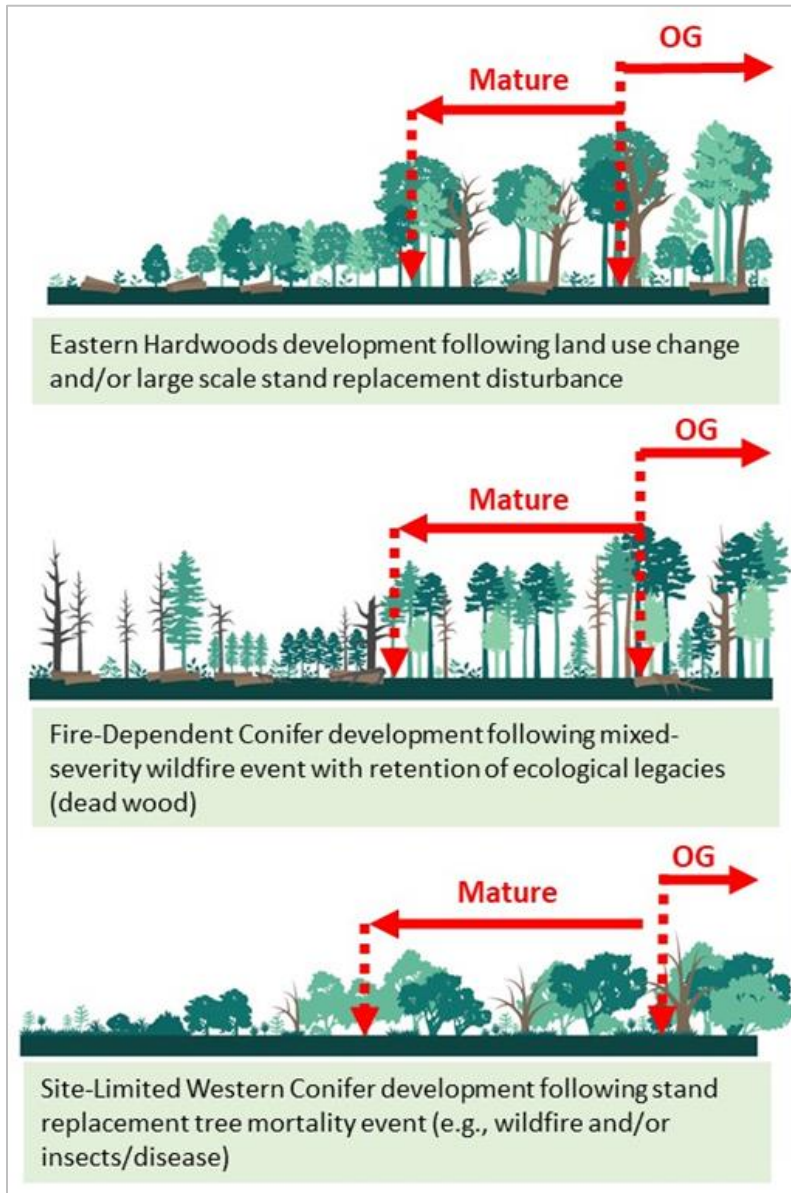 OG
Mature
Eastern Hardwoods development following land use change
and/or large scale stand replacement disturbance
OG
Mature
Fire-Dependent Conifer development following mixed-
severity wildfire event with retention of ecological legacies
(dead wood)
OG
Mature
Site-Limited Western Conifer development following stand
replacement tree mortality event (e.g., wildfire and/or
insects/disease)